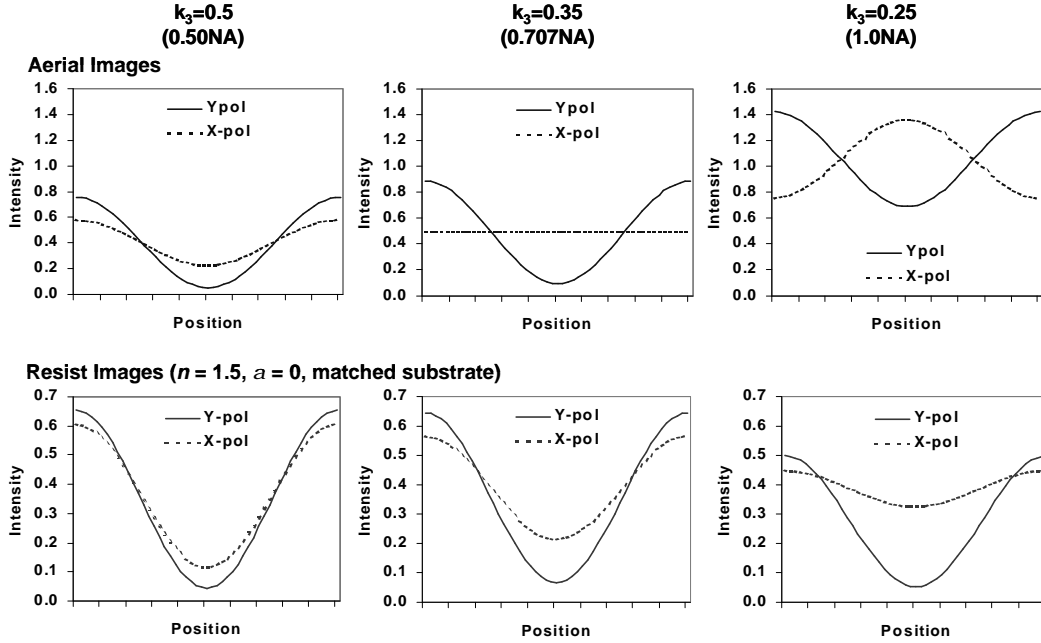 k3=0.5
(0.50NA)
k3=0.35
(0.707NA)
k3=0.25
(1.0NA)
Aerial Images
1.6
1.4
1.2
1.0
0.8
0.6
0.4
0.2
0.0
Intensity
Ypol
X-pol
Position
1.6
1.4
1.2
1.0
0.8
0.6
0.4
0.2
0.0
Intensity
Ypol
X-pol
Position
1.6
1.4
1.2
1.0
0.8
0.6
0.4
0.2
0.0
Intensity
Ypol
X-pol
Position
Resist Images (n = 1.5, a = 0, matched substrate)
0.7
0.6
0.5
0.4
0.3
0.2
0.1
0.0
Intensity
Y-pol
X-pol
Position
0.7
0.6
0.5
0.4
0.3
0.2
0.1
0.0
Intensity
Y-pol
X-pol
Position
0.7
0.6
0.5
0.4
0.3
0.2
0.1
0.0
Intensity
Y-pol
X-pol
Position